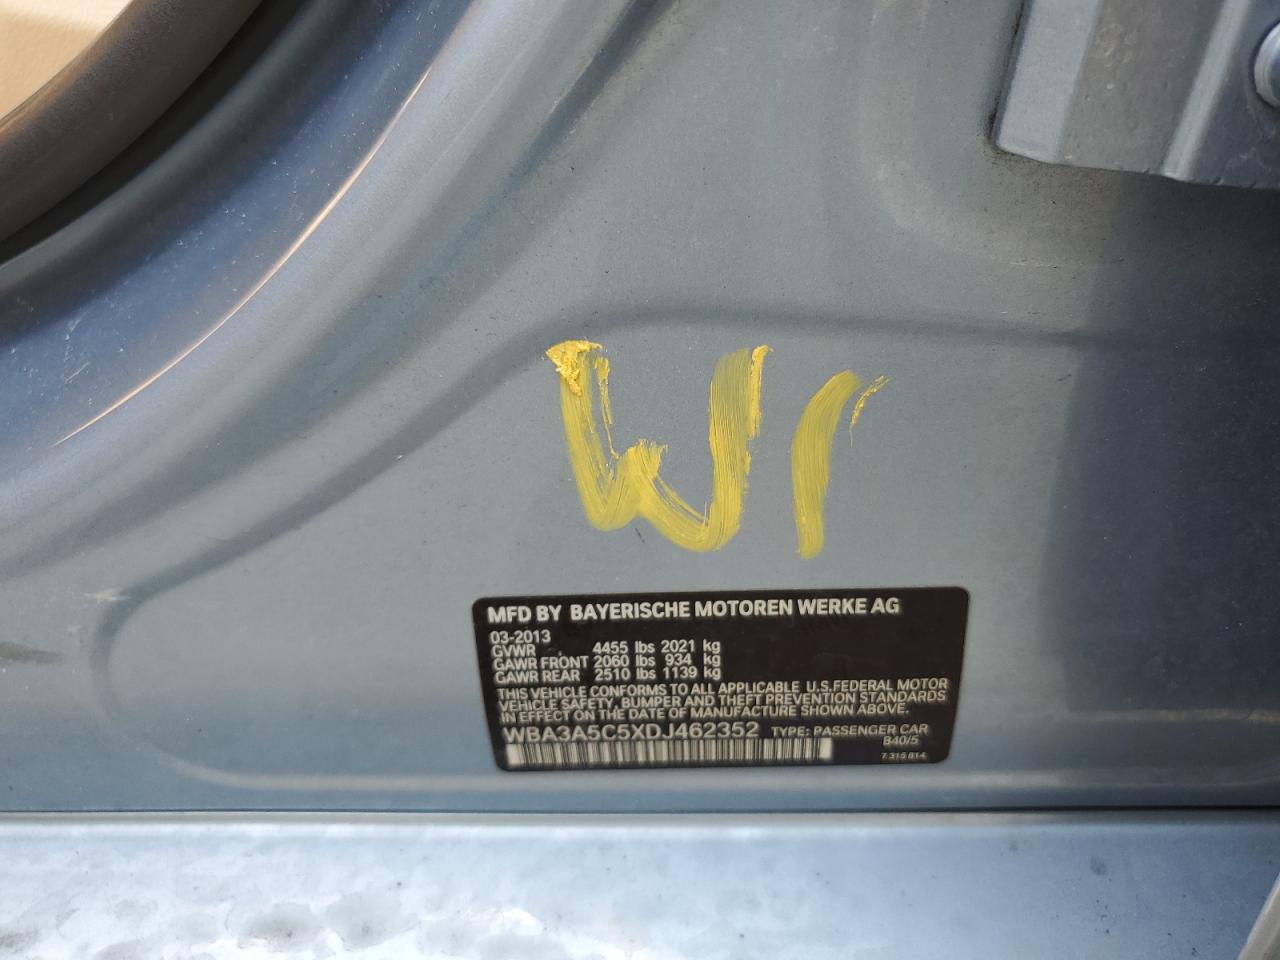 W1
MFD BY BAYERISCHE MOTOREN WERKE AG
03-2013
GVWR 4455 lbs 2021 kg
GAWR FRONT 2060 lbs 934 kg
GAWR REAR 2510 lbs 1139 kg
THIS VEHICLE CONFORMS TO ALL APPLICABLE U.S.FEDERAL MOTOR
VEHICLE SAFETY, BUMPER AND THEFT PREVENTION STANDARDS
IN EFFECT ON THE DATE OF MANUFACTURE SHOWN ABOVE.
WBA3A5C5XDJ462352 TYPE: PASSENGER CAR
B40/5
7 315 814